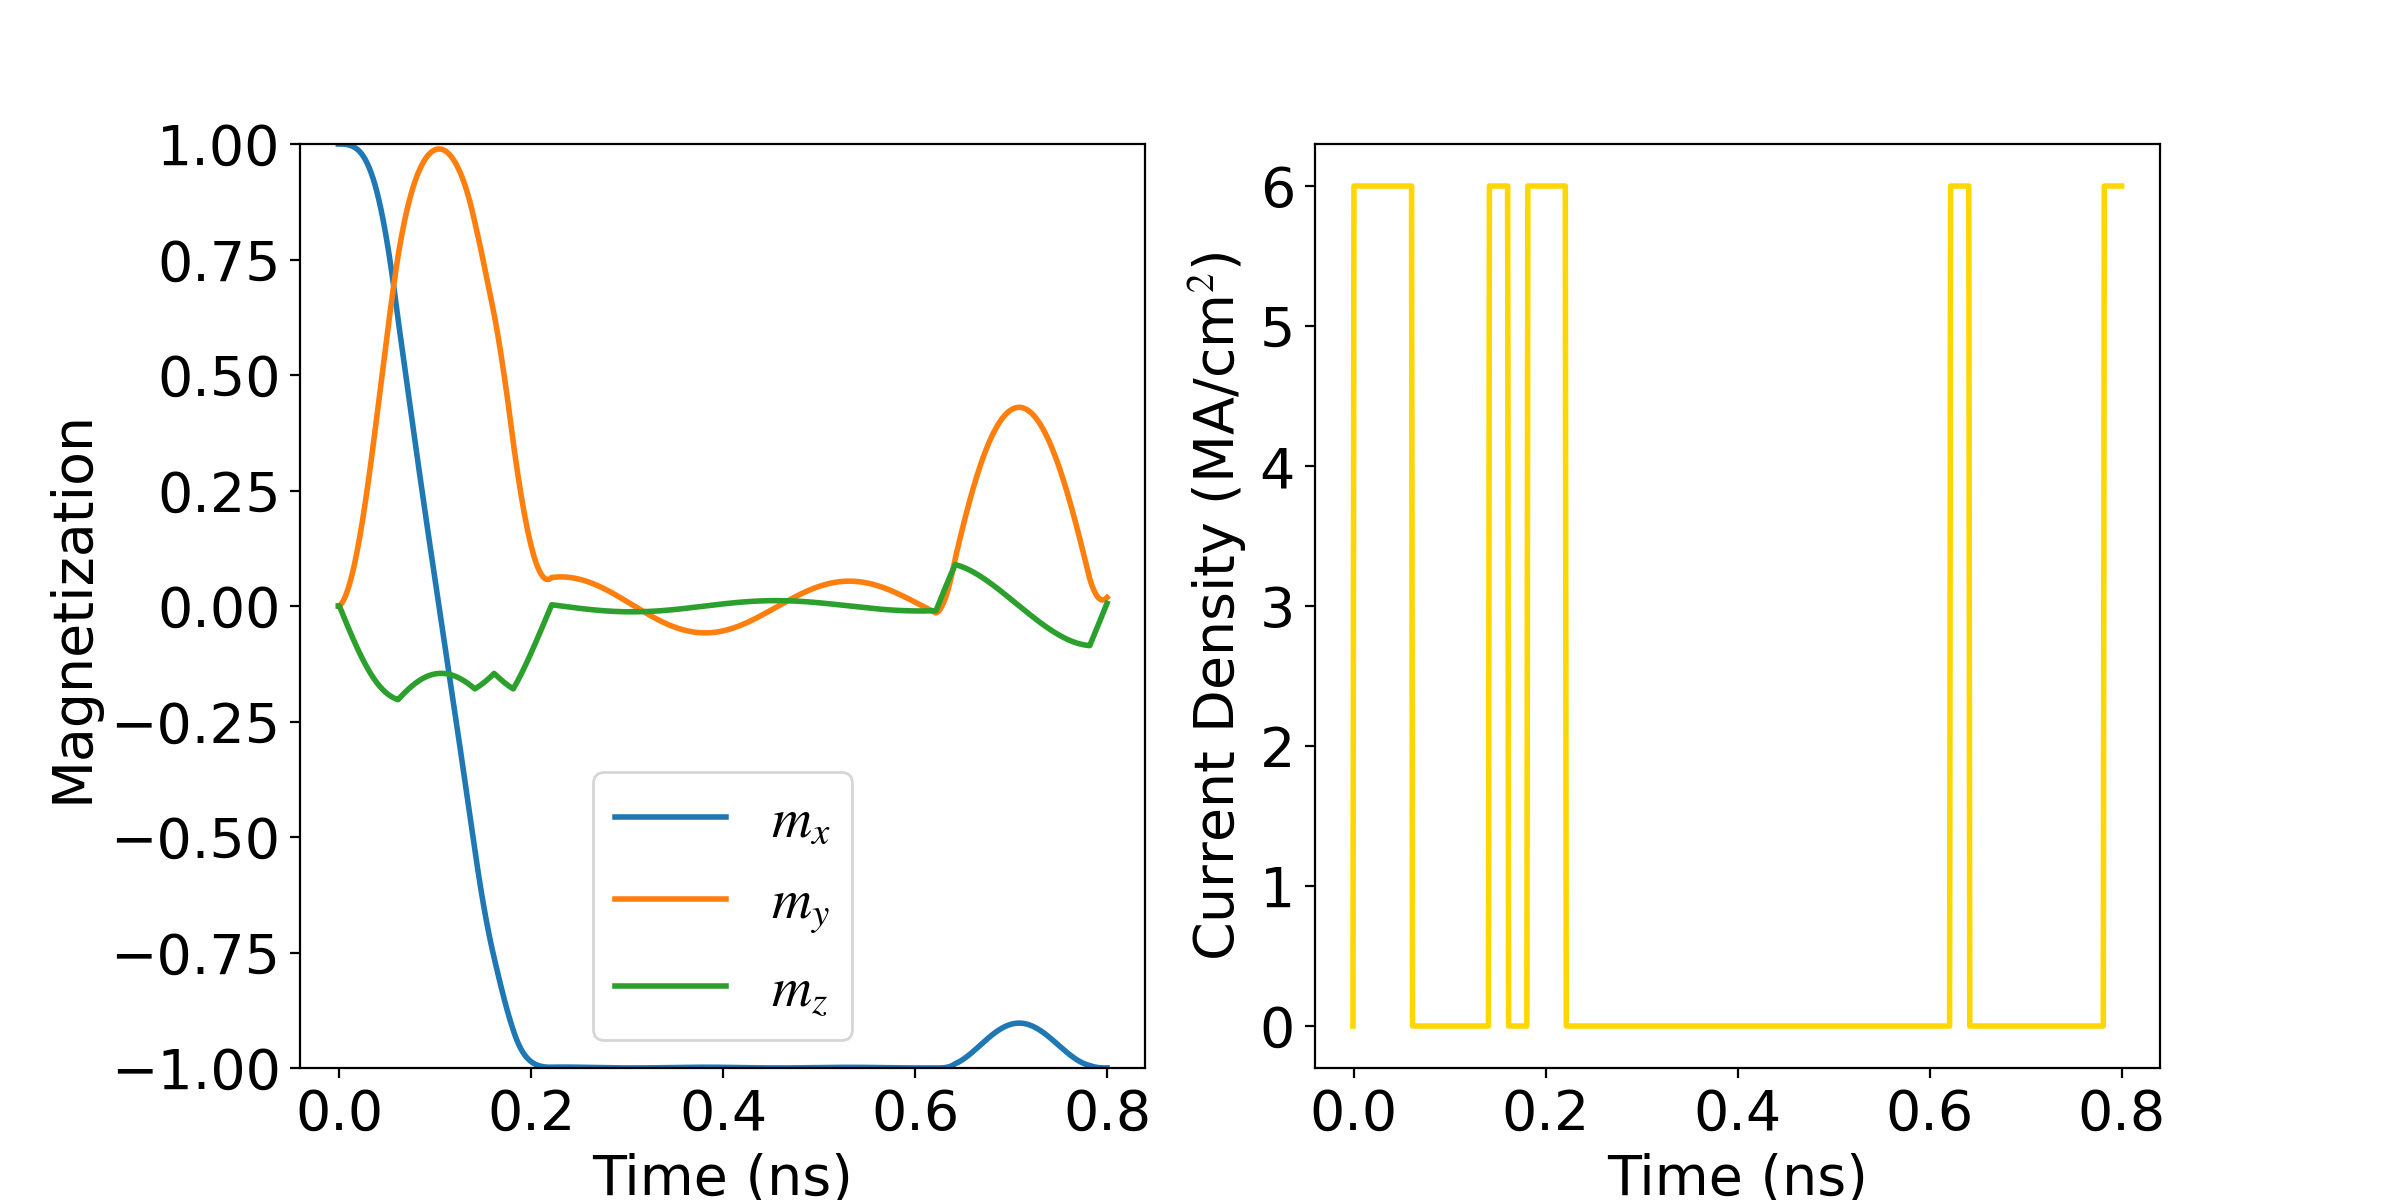 1.00
0.75
0.50
0.25
0.00
−0.25
−0.50
−0.75
−1.00
Magnetization
0.0 0.2 0.4 0.6 0.8
Time (ns)
m_x
m_y
m_z
6
5
4
3
2
1
0
Current Density (MA/cm²)
0.0 0.2 0.4 0.6 0.8
Time (ns)